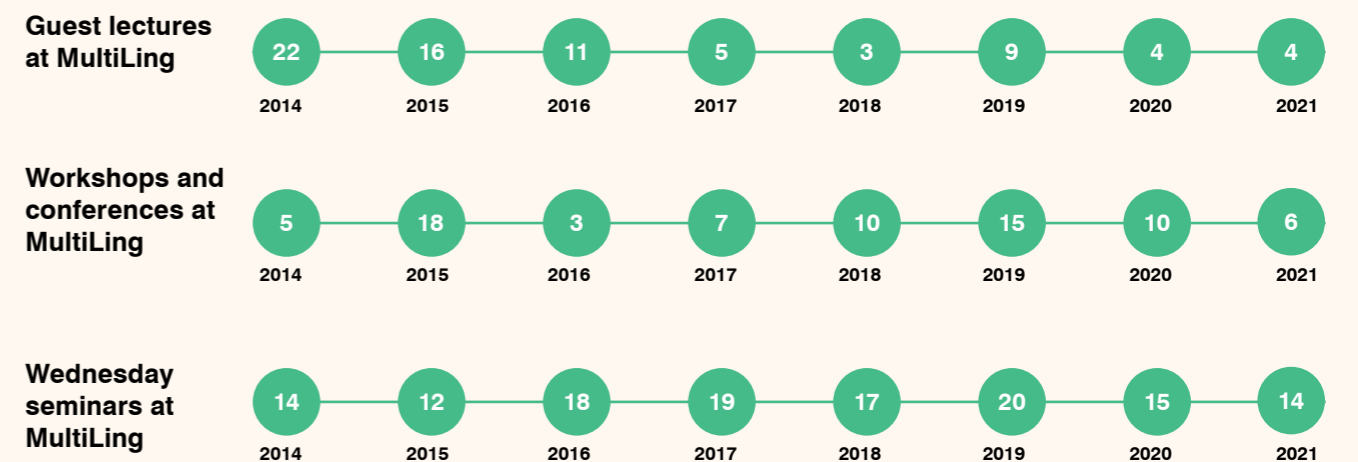 Guest lectures
at MultiLing
22 16 11 5 3 9 4 4
2014 2015 2016 2017 2018 2019 2020 2021
Workshops and
conferences at
MultiLing
5 18 3 7 10 15 10 6
2014 2015 2016 2017 2018 2019 2020 2021
Wednesday
seminars at
MultiLing
14 12 18 19 17 20 15 14
2014 2015 2016 2017 2018 2019 2020 2021